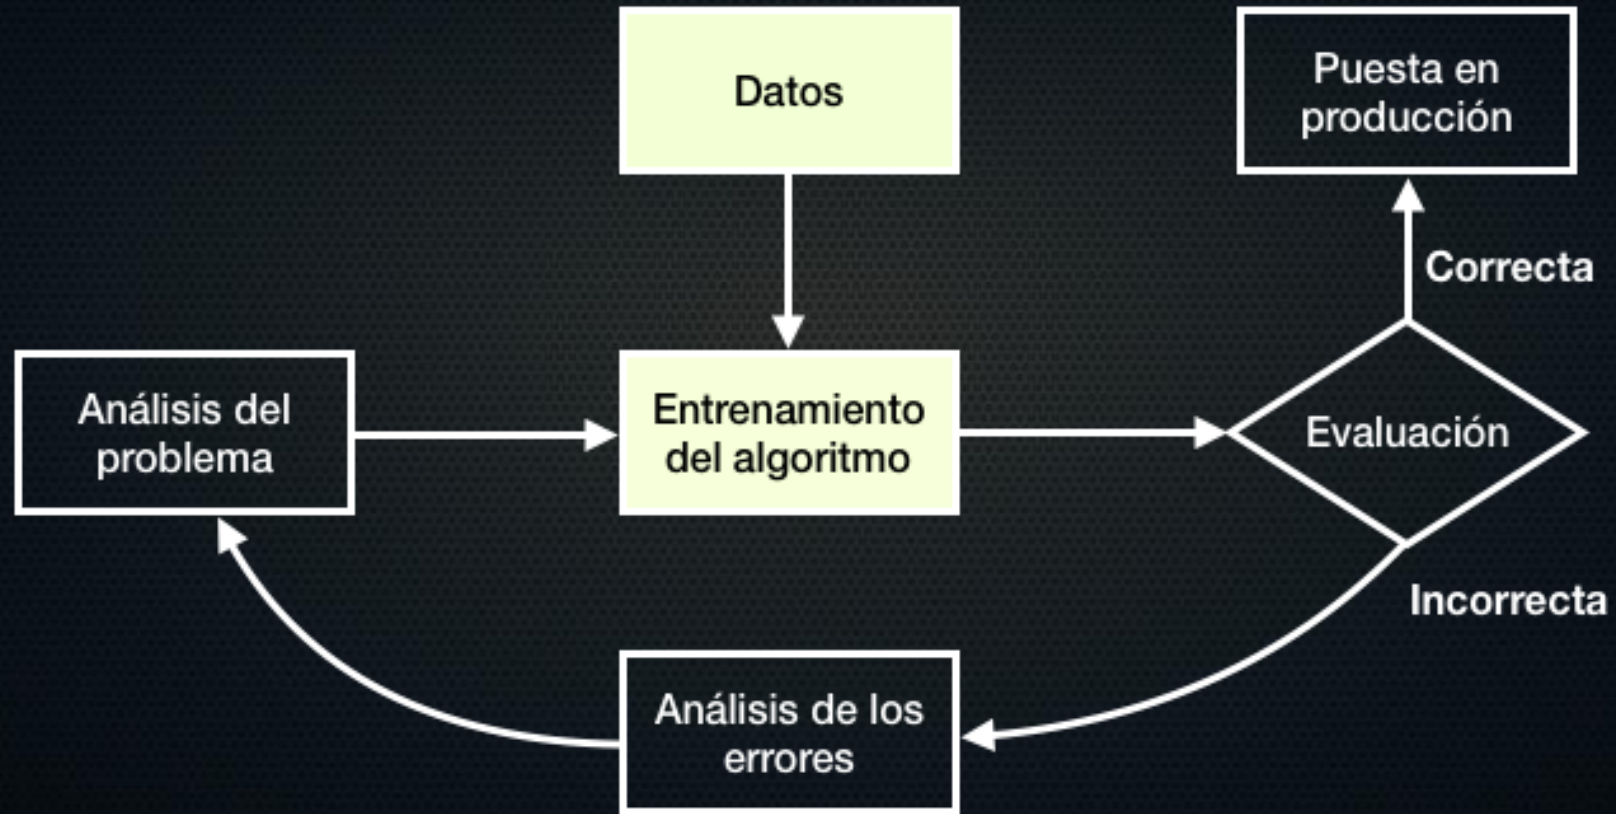 Datos
Puesta en
producción
Correcta
Análisis del
problema
Entrenamiento
del algoritmo
Evaluación
Incorrecta
Análisis de los
errores